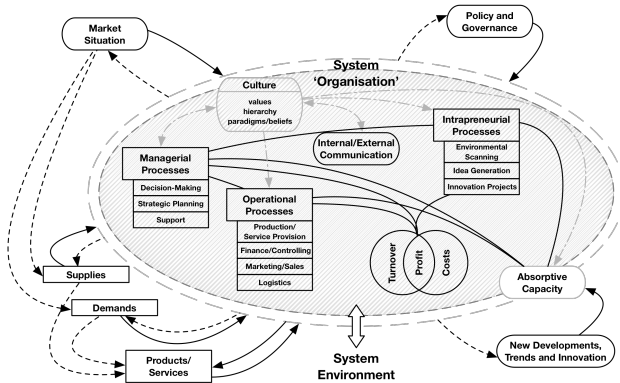 Market
Situation
Policy and
Governance
System
'Organisation'
Culture
values
hierarchy
paradigms/beliefs
Internal/External
Communication
Intrapreneurial
Processes
Environmental
Scanning
Idea Generation
Innovation Projects
Managerial
Processes
Decision-Making
Strategic Planning
Support
Operational
Processes
Production/
Service Provision
Finance/Controlling
Marketing/Sales
Logistics
Turnover
Profit
Costs
Absorptive
Capacity
Supplies
Demands
Products/
Services
System
Environment
New Developments,
Trends and Innovation